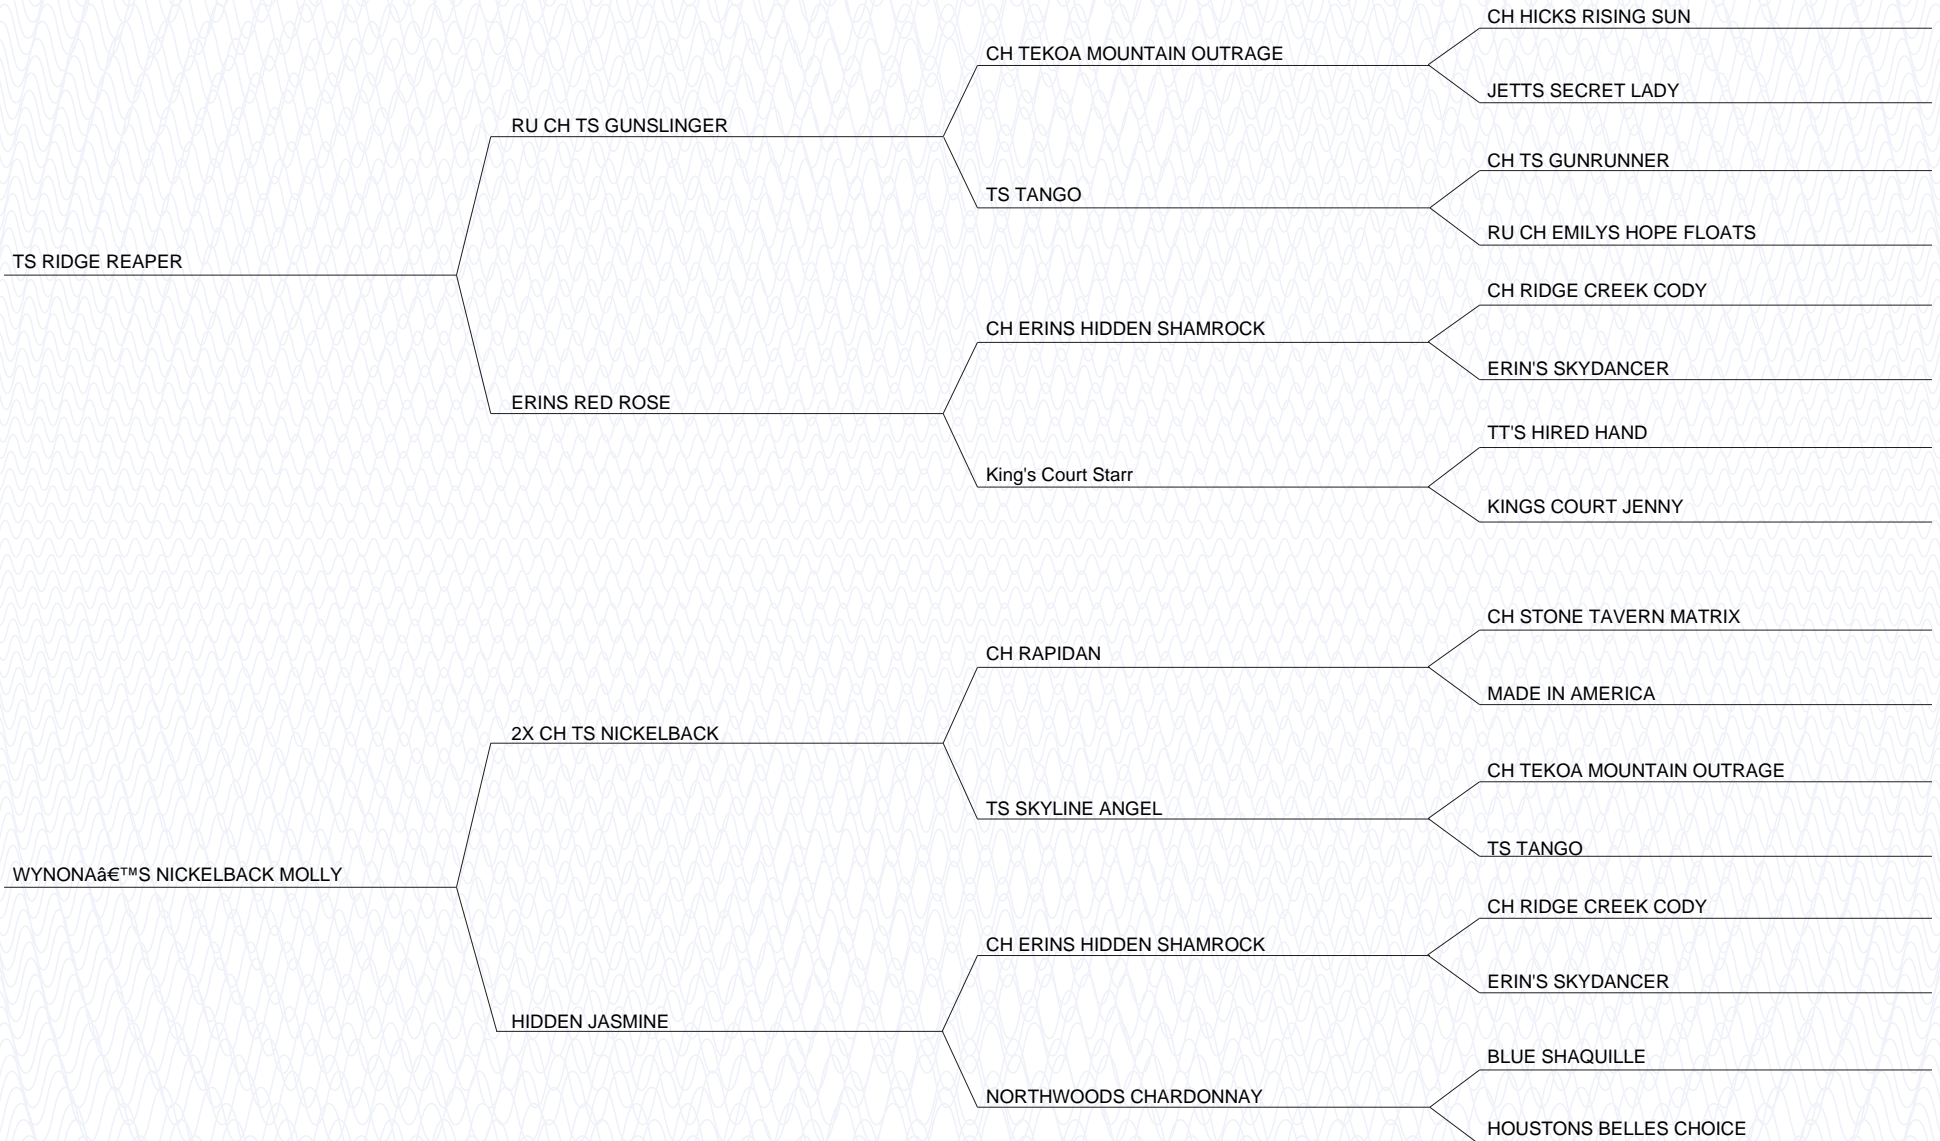 CH HICKS RISING SUN
CH TEKOA MOUNTAIN OUTRAGE
JETTS SECRET LADY
RU CH TS GUNSLINGER
CH TS GUNRUNNER
TS TANGO
RU CH EMILYS HOPE FLOATS
TS RIDGE REAPER
CH RIDGE CREEK CODY
CH ERINS HIDDEN SHAMROCK
ERIN'S SKYDANCER
ERINS RED ROSE
TT'S HIRED HAND
King's Court Starr
KINGS COURT JENNY
CH STONE TAVERN MATRIX
CH RAPIDAN
MADE IN AMERICA
2X CH TS NICKELBACK
CH TEKOA MOUNTAIN OUTRAGE
TS SKYLINE ANGEL
TS TANGO
WYNONAâ€™S NICKELBACK MOLLY
CH RIDGE CREEK CODY
CH ERINS HIDDEN SHAMROCK
ERIN'S SKYDANCER
HIDDEN JASMINE
BLUE SHAQUILLE
NORTHWOODS CHARDONNAY
HOUSTONS BELLES CHOICE